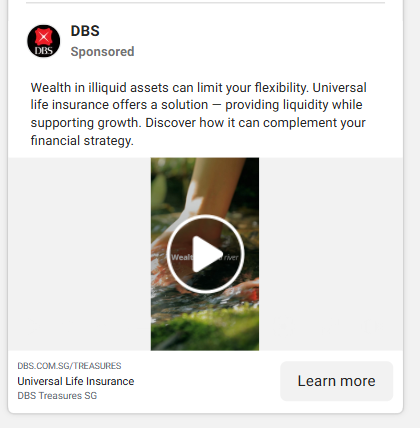 DBS
Sponsored
DBS
Wealth in illiquid assets can limit your flexibility. Universal
life insurance offers a solution — providing liquidity while
supporting growth. Discover how it can complement your
financial strategy.
river
DBS.COM.SG/TREASURES
Universal Life Insurance
DBS Treasures SG
Learn more